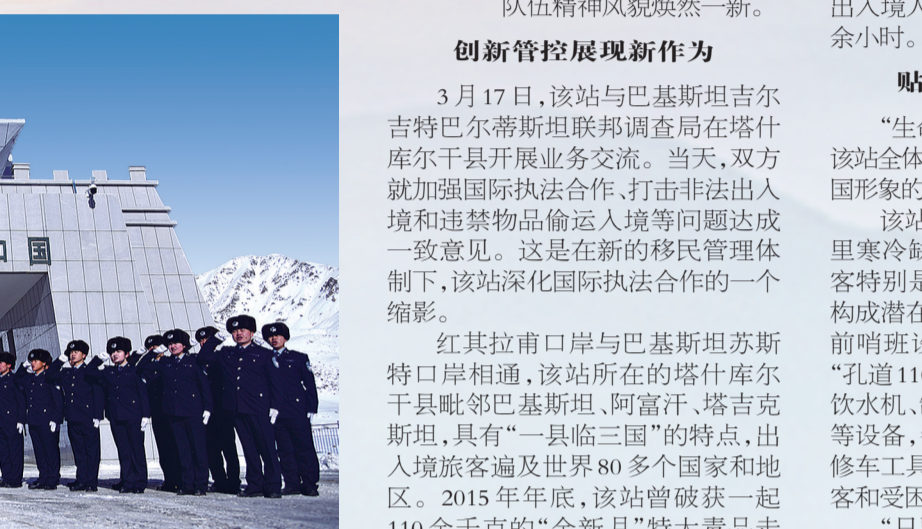 国
队伍精神风貌焕然一新。
创新管控展现新作为
3月17日,该站与巴基斯坦吉尔
吉特巴尔蒂斯坦联邦调查局在塔什
库尔干县开展业务交流。当天,双方
就加强国际执法合作、打击非法出入
境和违禁物品偷运入境等问题达成
一致意见。这是在新的移民管理体
制下,该站深化国际执法合作的一个
缩影。
红其拉甫口岸与巴基斯坦苏斯
特口岸相通,该站所在的塔什库尔
干县毗邻巴基斯坦、阿富汗、塔吉克
斯坦,具有“一县临三国”的特点,出
入境旅客遍及世界80多个国家和地
区。2015年年底,该站曾破获一起
出入境人
余小时。
贴
“生命
该站全体
国形象的
该站
里寒冷缺
客特别是
构成潜在
前哨班设
“孔道11
饮水机、
等设备,
修车工具
客和受困